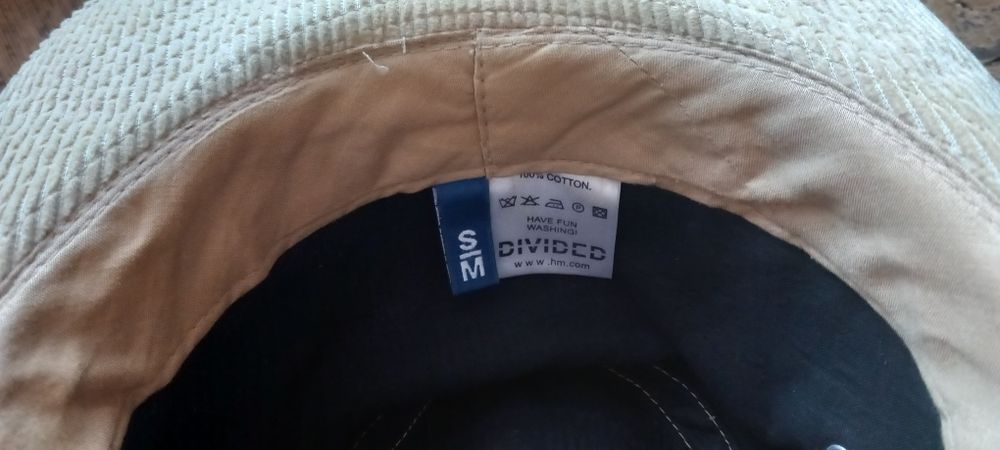 S
M
100% COTTON.
HAVE FUN
WASHING!
DIVIDED
www.hm.com